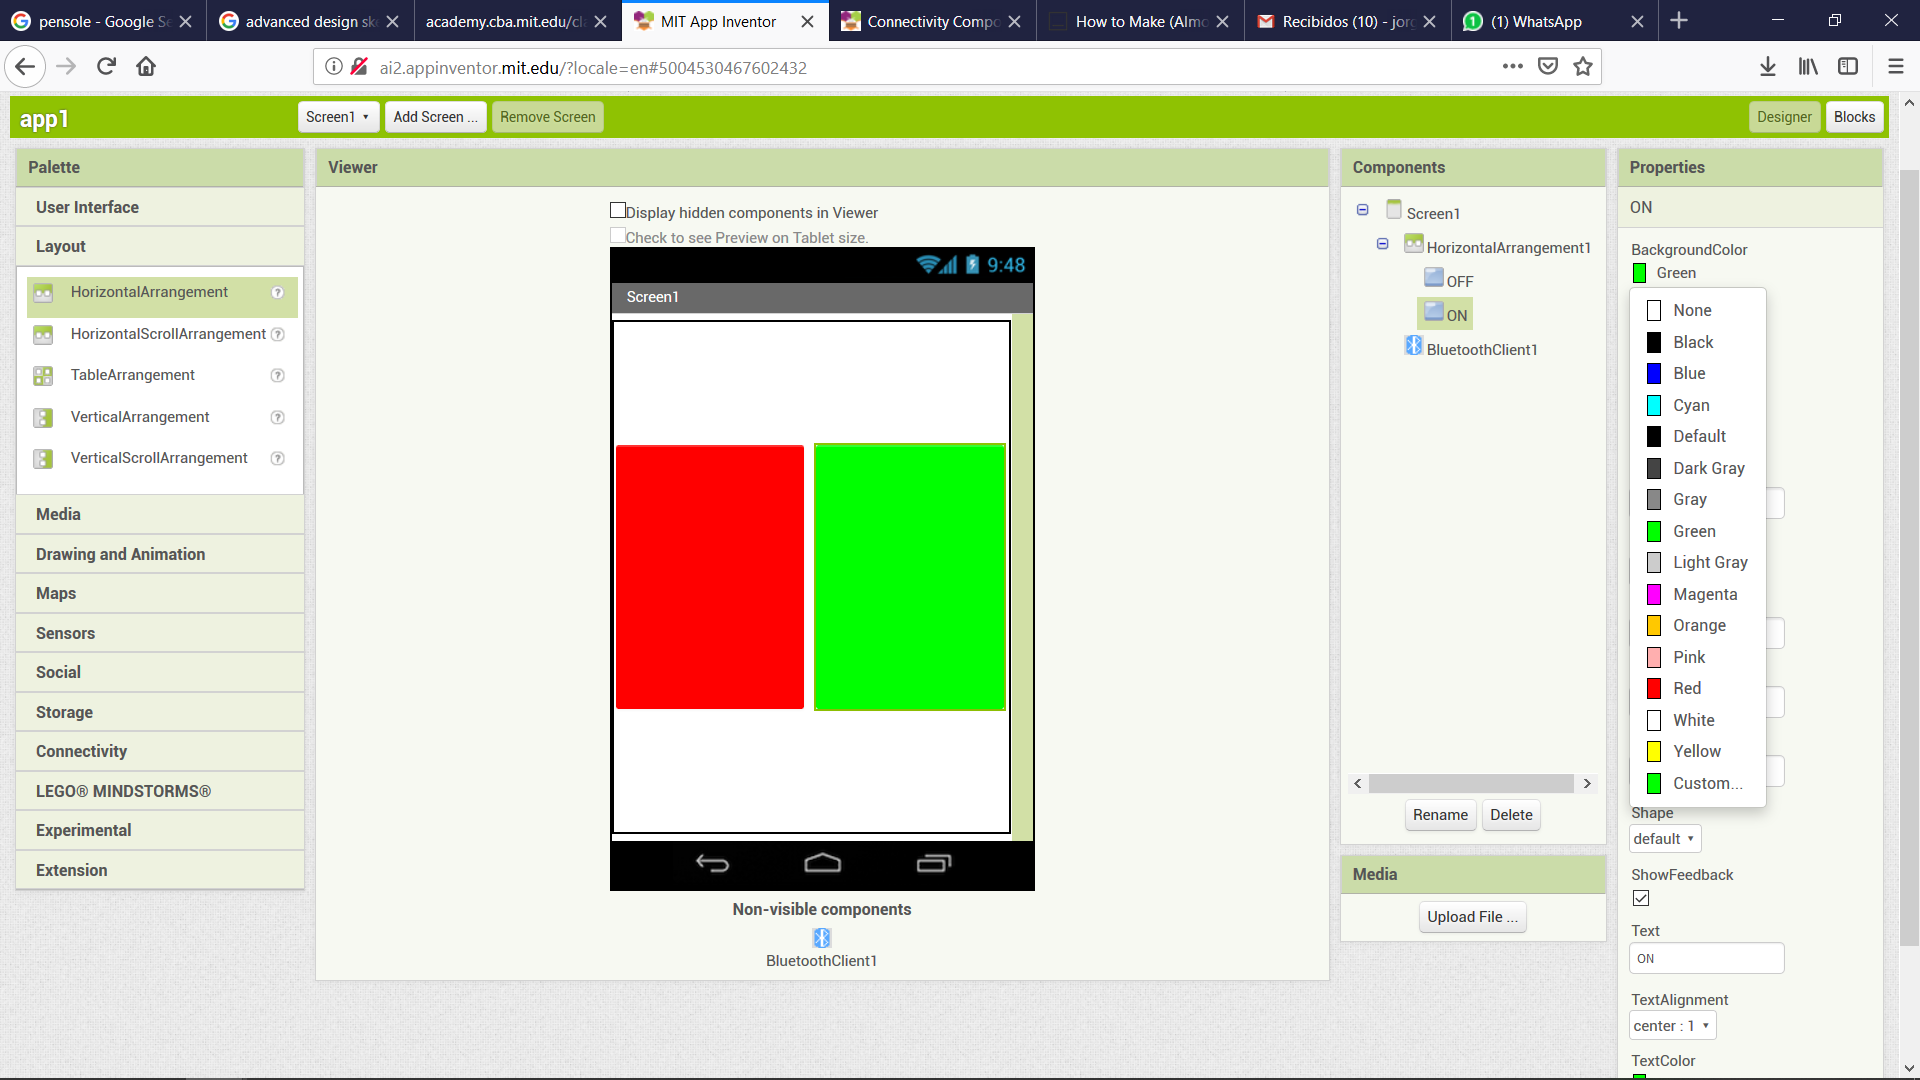 pensole - Google Se
advanced design ske
academy.cba.mit.edu/cla
MIT App Inventor
Connectivity Compo
How to Make (Almo
Recibidos (10) - jorg
(1) WhatsApp
ai2.appinventor.mit.edu/?locale=en#5004530467602432
app1
Screen1
Add Screen ...
Remove Screen
Designer
Blocks
Palette
User Interface
Layout
HorizontalArrangement
HorizontalScrollArrangement
TableArrangement
VerticalArrangement
VerticalScrollArrangement
Media
Drawing and Animation
Maps
Sensors
Social
Storage
Connectivity
LEGO® MINDSTORMS®
Experimental
Extension
Viewer
Display hidden components in Viewer
Check to see Preview on Tablet size.
9:48
Screen1
Non-visible components
BluetoothClient1
Components
Screen1
HorizontalArrangement1
OFF
ON
BluetoothClient1
Rename
Delete
Media
Upload File ...
Properties
ON
BackgroundColor
Green
None
Black
Blue
Cyan
Default
Dark Gray
Gray
Green
Light Gray
Magenta
Orange
Pink
Red
White
Yellow
Custom...
Shape
default
ShowFeedback
Text
ON
TextAlignment
center : 1
TextColor